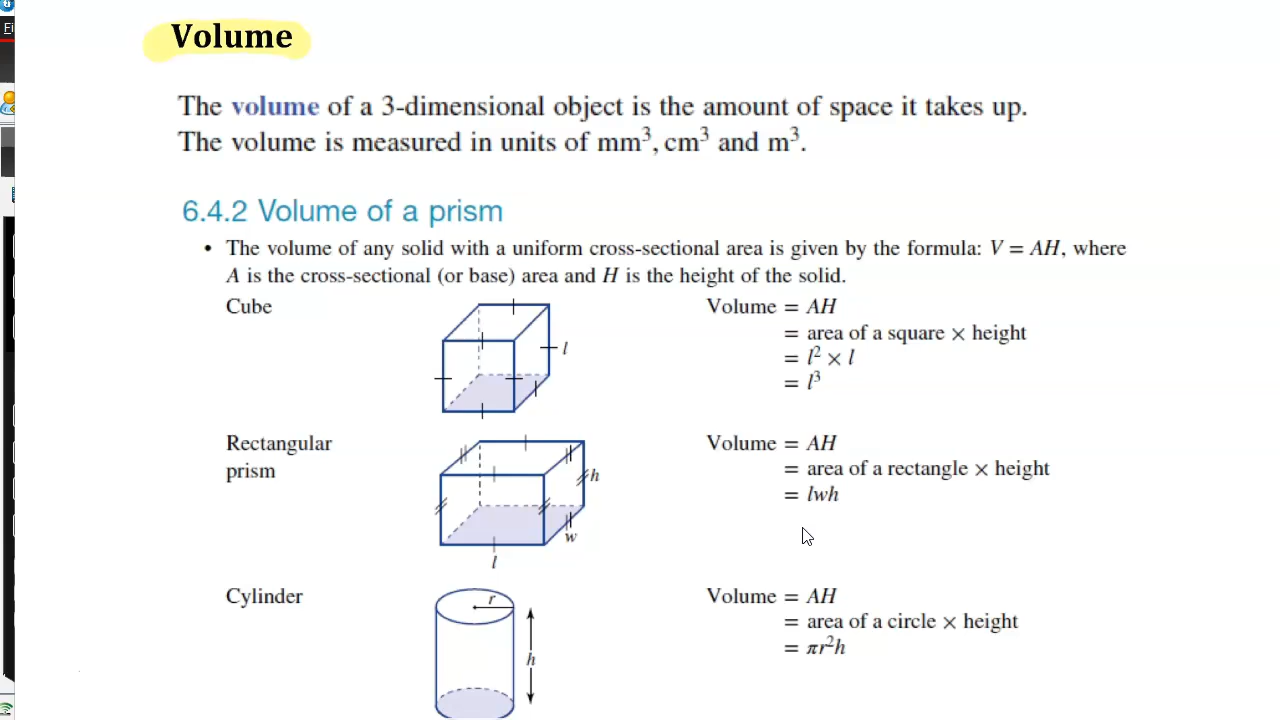 Fi
Volume
The volume of a 3-dimensional object is the amount of space it takes up.
The volume is measured in units of mm³, cm³ and m³.
6.4.2 Volume of a prism
• The volume of any solid with a uniform cross-sectional area is given by the formula: V = AH, where
A is the cross-sectional (or base) area and H is the height of the solid.
Cube
l
Volume = AH
= area of a square × height
= l² × l
= l³
Rectangular
prism
h
w
l
Volume = AH
= area of a rectangle × height
= lwh
Cylinder
r
h
Volume = AH
= area of a circle × height
= πr²h